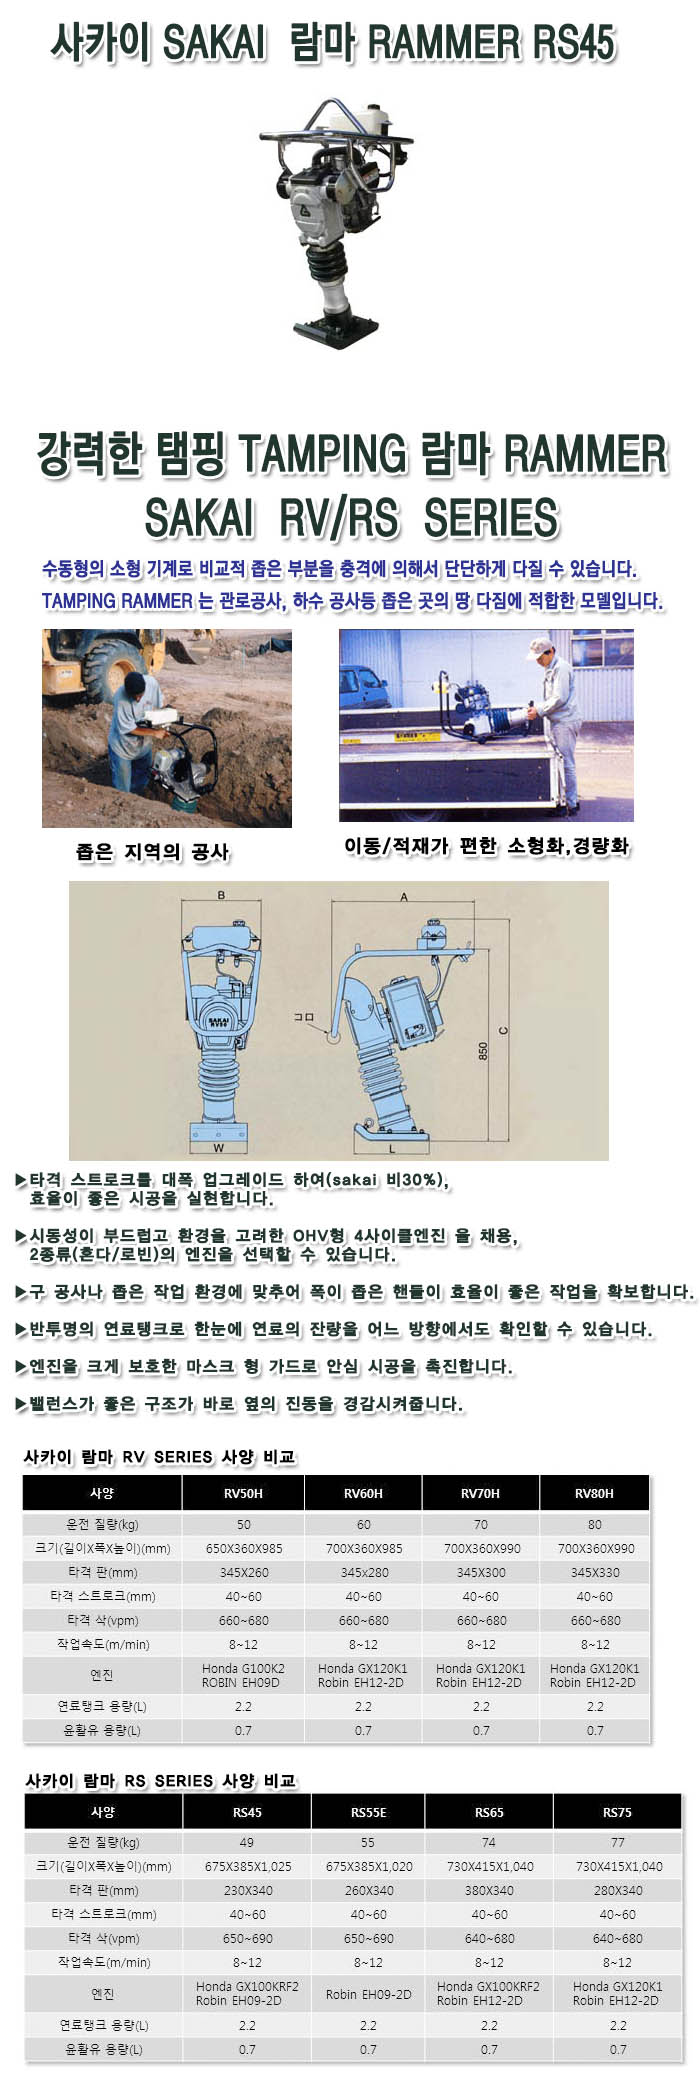 사카이 SAKAI 람마 RAMMER RS45
강력한 탬핑 TAMPING 람마 RAMMER
SAKAI RV/RS SERIES
수동형의 소형 기계로 비교적 좁은 부분을 충격에 의해서 단단하게 다질 수 있습니다.
TAMPING RAMMER 는 관로공사, 하수 공사등 좁은 곳의 땅 다짐에 적합한 모델입니다.
좁은 지역의 공사
이동/적재가 편한 소형화,경량화
B
A
SAKAI
RV50
コロ
850
C
W
L
▶타격 스트로크를 대폭 업그레이드 하여(sakai 비30%),
효율이 좋은 시공을 실현합니다.
▶시동성이 부드럽고 환경을 고려한 OHV형 4사이클엔진 을 채용,
2종류(혼다/로빈)의 엔진을 선택할 수 있습니다.
▶구 공사나 좁은 작업 환경에 맞추어 폭이 좁은 핸들이 효율이 좋은 작업을 확보합니다.
▶반투명의 연료탱크로 한눈에 연료의 잔량을 어느 방향에서도 확인할 수 있습니다.
▶엔진을 크게 보호한 마스크 형 가드로 안심 시공을 촉진합니다.
▶밸런스가 좋은 구조가 바로 옆의 진동을 경감시켜줍니다.
사카이 람마 RV SERIES 사양 비교
사양 RV50H RV60H RV70H RV80H
운전 질량(kg) 50 60 70 80
크기(길이X폭X높이)(mm) 650X360X985 700X360X985 700X360X990 700X360X990
타격 판(mm) 345X260 345x280 345X300 345X330
타격 스트로크(mm) 40~60 40~60 40~60 40~60
타격 삭(vpm) 660~680 660~680 660~680 660~680
작업속도(m/min) 8~12 8~12 8~12 8~12
엔진 Honda G100K2 Honda GX120K1 Honda GX120K1 Honda GX120K1
ROBIN EH09D Robin EH12-2D Robin EH12-2D Robin EH12-2D
연료탱크 용량(L) 2.2 2.2 2.2 2.2
윤활유 용량(L) 0.7 0.7 0.7 0.7
사카이 람마 RS SERIES 사양 비교
사양 RS45 RS55E RS65 RS75
운전 질량(kg) 49 55 74 77
크기(길이X폭X높이)(mm) 675X385X1,025 675X385X1,020 730X415X1,040 730X415X1,040
타격 판(mm) 230X340 260X340 380X340 280X340
타격 스트로크(mm) 40~60 40~60 40~60 40~60
타격 삭(vpm) 650~690 650~690 640~680 640~680
작업속도(m/min) 8~12 8~12 8~12 8~12
엔진 Honda GX100KRF2 Robin EH09-2D Honda GX100KRF2 Honda GX120K1
Robin EH09-2D Robin EH12-2D Robin EH12-2D
연료탱크 용량(L) 2.2 2.2 2.2 2.2
윤활유 용량(L) 0.7 0.7 0.7 0.7